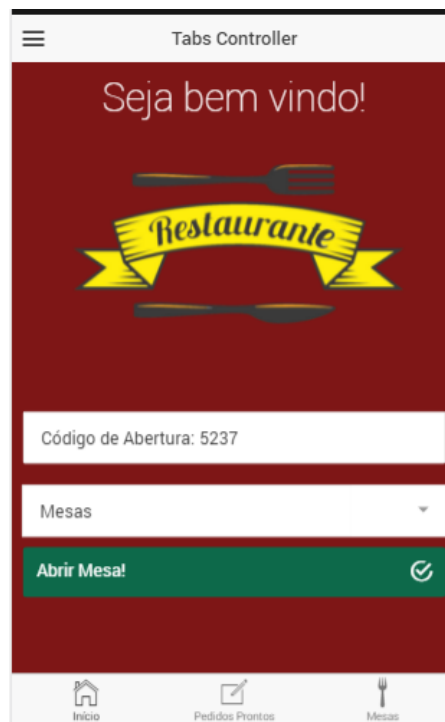 Tabs Controller
Seja bem vindo!
Restaurante
Código de Abertura: 5237
Mesas
Abrir Mesa!
Início
Pedidos Prontos
Mesas